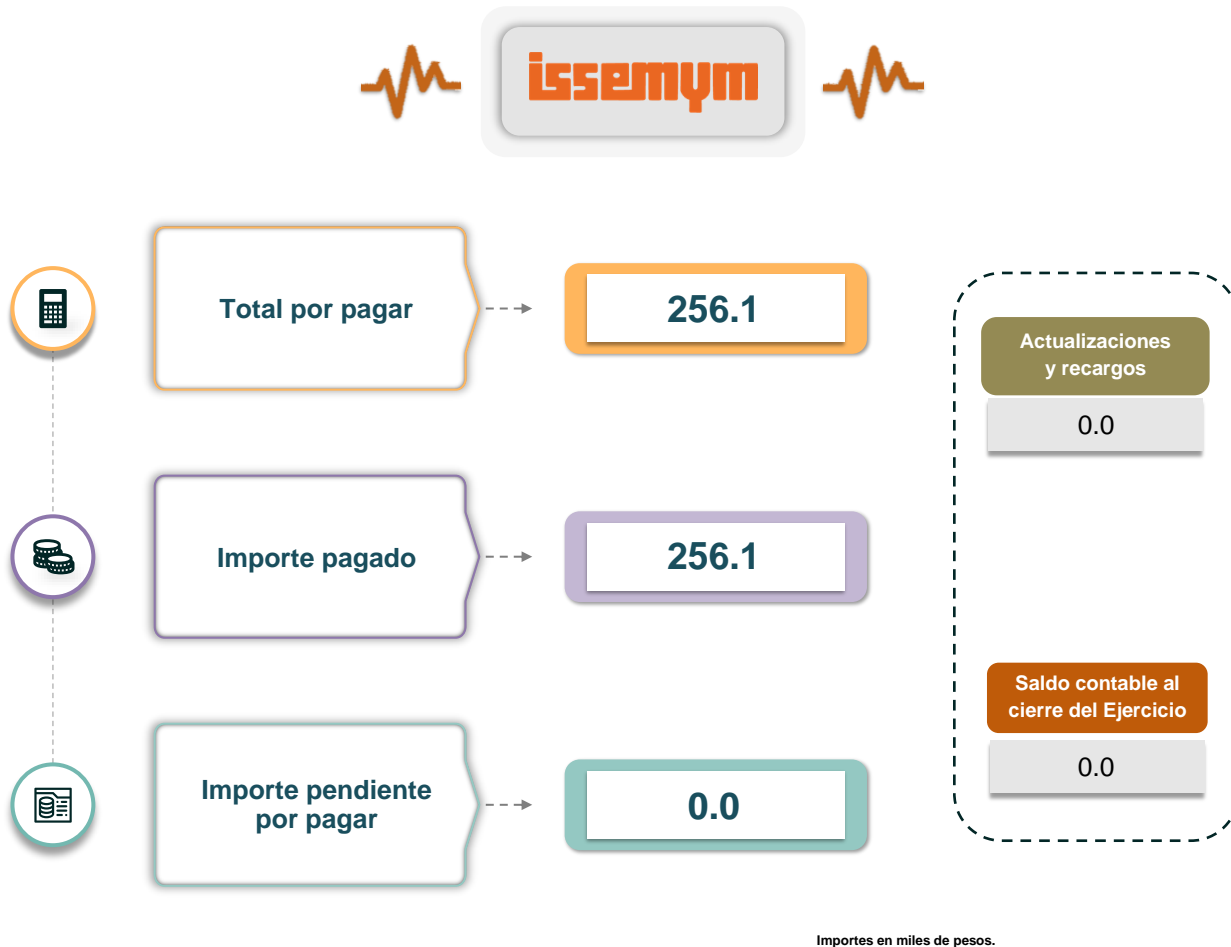 issemym
Total por pagar
256.1
Actualizaciones
y recargos
0.0
Importe pagado
256.1
Saldo contable al
cierre del Ejercicio
0.0
Importe pendiente
por pagar
0.0
Importes en miles de pesos.